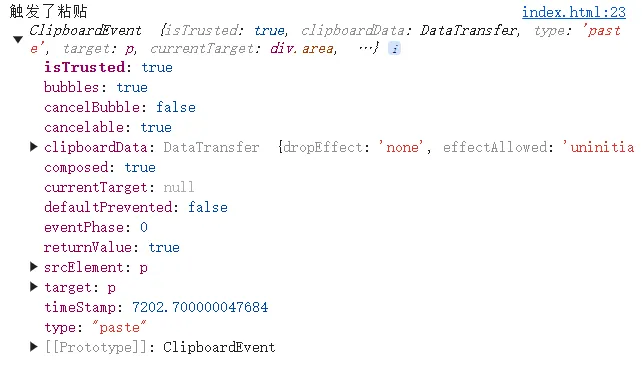 触发了粘贴 index.html:23
▼ ClipboardEvent {isTrusted: true, clipboardData: DataTransfer, type: 'past
e', target: p, currentTarget: div.area, …} i
isTrusted: true
bubbles: true
cancelBubble: false
cancelable: true
▶ clipboardData: DataTransfer {dropEffect: 'none', effectAllowed: 'uninitia
composed: true
currentTarget: null
defaultPrevented: false
eventPhase: 0
returnValue: true
▶ srcElement: p
▶ target: p
timeStamp: 7202.700000047684
type: "paste"
▶ [[Prototype]]: ClipboardEvent